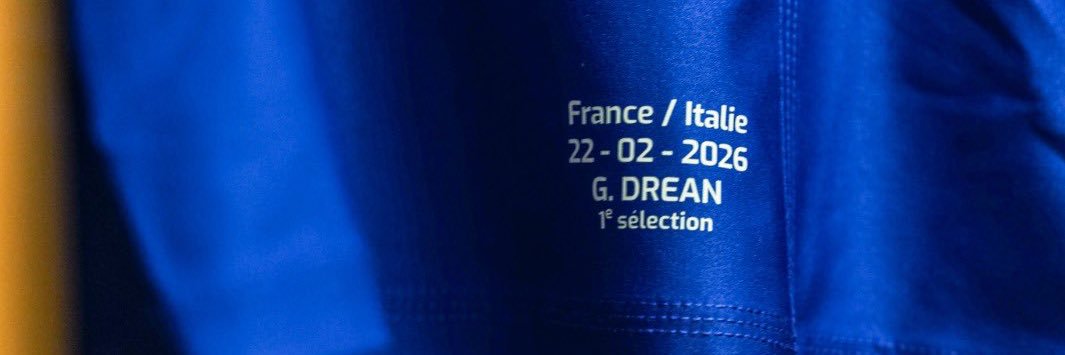 France / Italie
22 - 02 - 2026
G. DREAN
1e sélection